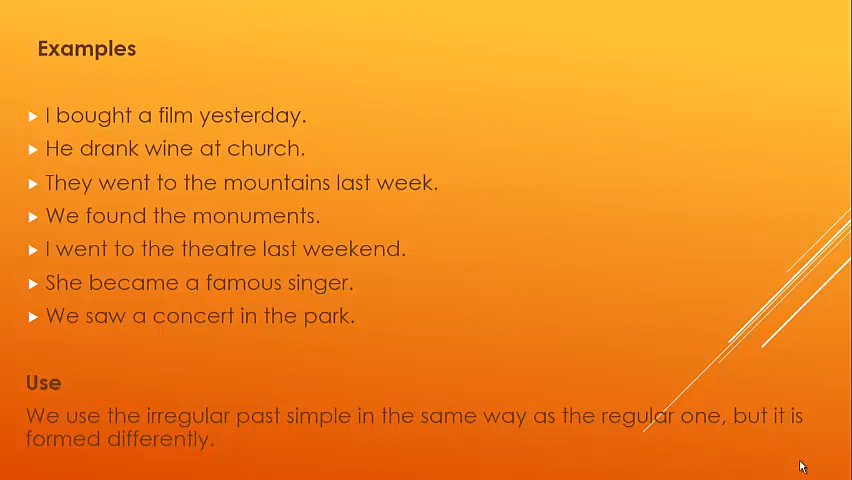 Examples
I bought a film yesterday.
He drank wine at church.
They went to the mountains last week.
We found the monuments.
I went to the theatre last weekend.
She became a famous singer.
We saw a concert in the park.
Use
We use the irregular past simple in the same way as the regular one, but it is
formed differently.